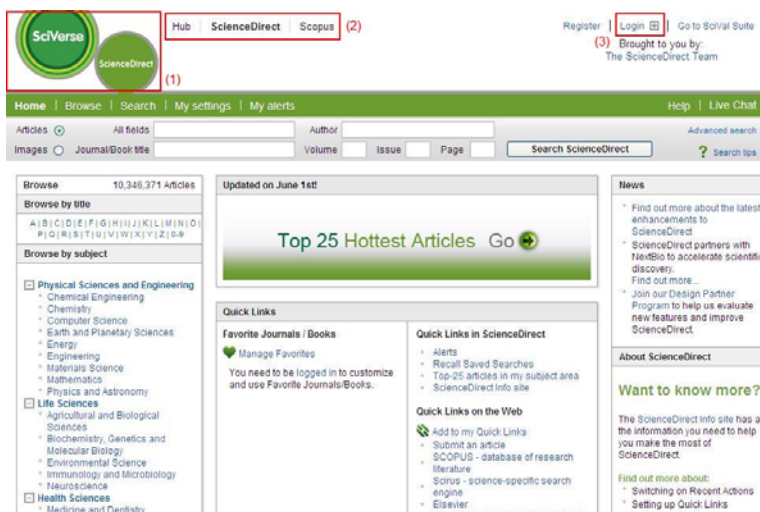 SciVerse
ScienceDirect
(1)
Hub | ScienceDirect | Scopus (2)
Register | Login | Go to SciVal Suite
(3) Brought to you by:
The ScienceDirect Team
Home | Browse | Search | My settings | My alerts
Help | Live Chat
Articles All fields Author Advanced search
Images Journal/Book title Volume Issue Page Search ScienceDirect ? Search tips
Browse 10,346,371 Articles
Browse by title
A|B|C|D|E|F|G|H|I|J|K|L|M|N|O|
P|Q|R|S|T|U|V|W|X|Y|Z|0-9
Browse by subject
Physical Sciences and Engineering
Chemical Engineering
Chemistry
Computer Science
Earth and Planetary Sciences
Energy
Engineering
Materials Science
Mathematics
Physics and Astronomy
Life Sciences
Agricultural and Biological
Sciences
Biochemistry, Genetics and
Molecular Biology
Environmental Science
Immunology and Microbiology
Neuroscience
Health Sciences
Medicine and Dentistry
Updated on June 1st!
Top 25 Hottest Articles Go
Quick Links
Favorite Journals / Books
Manage Favorites
You need to be logged in to customize
and use Favorite Journals/Books.
Quick Links in ScienceDirect
Alerts
Recall Saved Searches
Top-25 articles in my subject area
ScienceDirect Info site
Quick Links on the Web
Add to my Quick Links
Submit an article
SCOPUS - database of research
literature
Scirus - science-specific search
engine
Elsevier
News
Find out more about the latest
enhancements to
ScienceDirect
ScienceDirect partners with
NextBio to accelerate scientific
discovery.
Find out more...
Join our Design Partner
Program to help us evaluate
new features and improve
ScienceDirect.
About ScienceDirect
Want to know more?
The ScienceDirect Info site has a
the information you need to help
you make the most of
ScienceDirect.
Find out more about:
Switching on Recent Actions
Setting up Quick Links